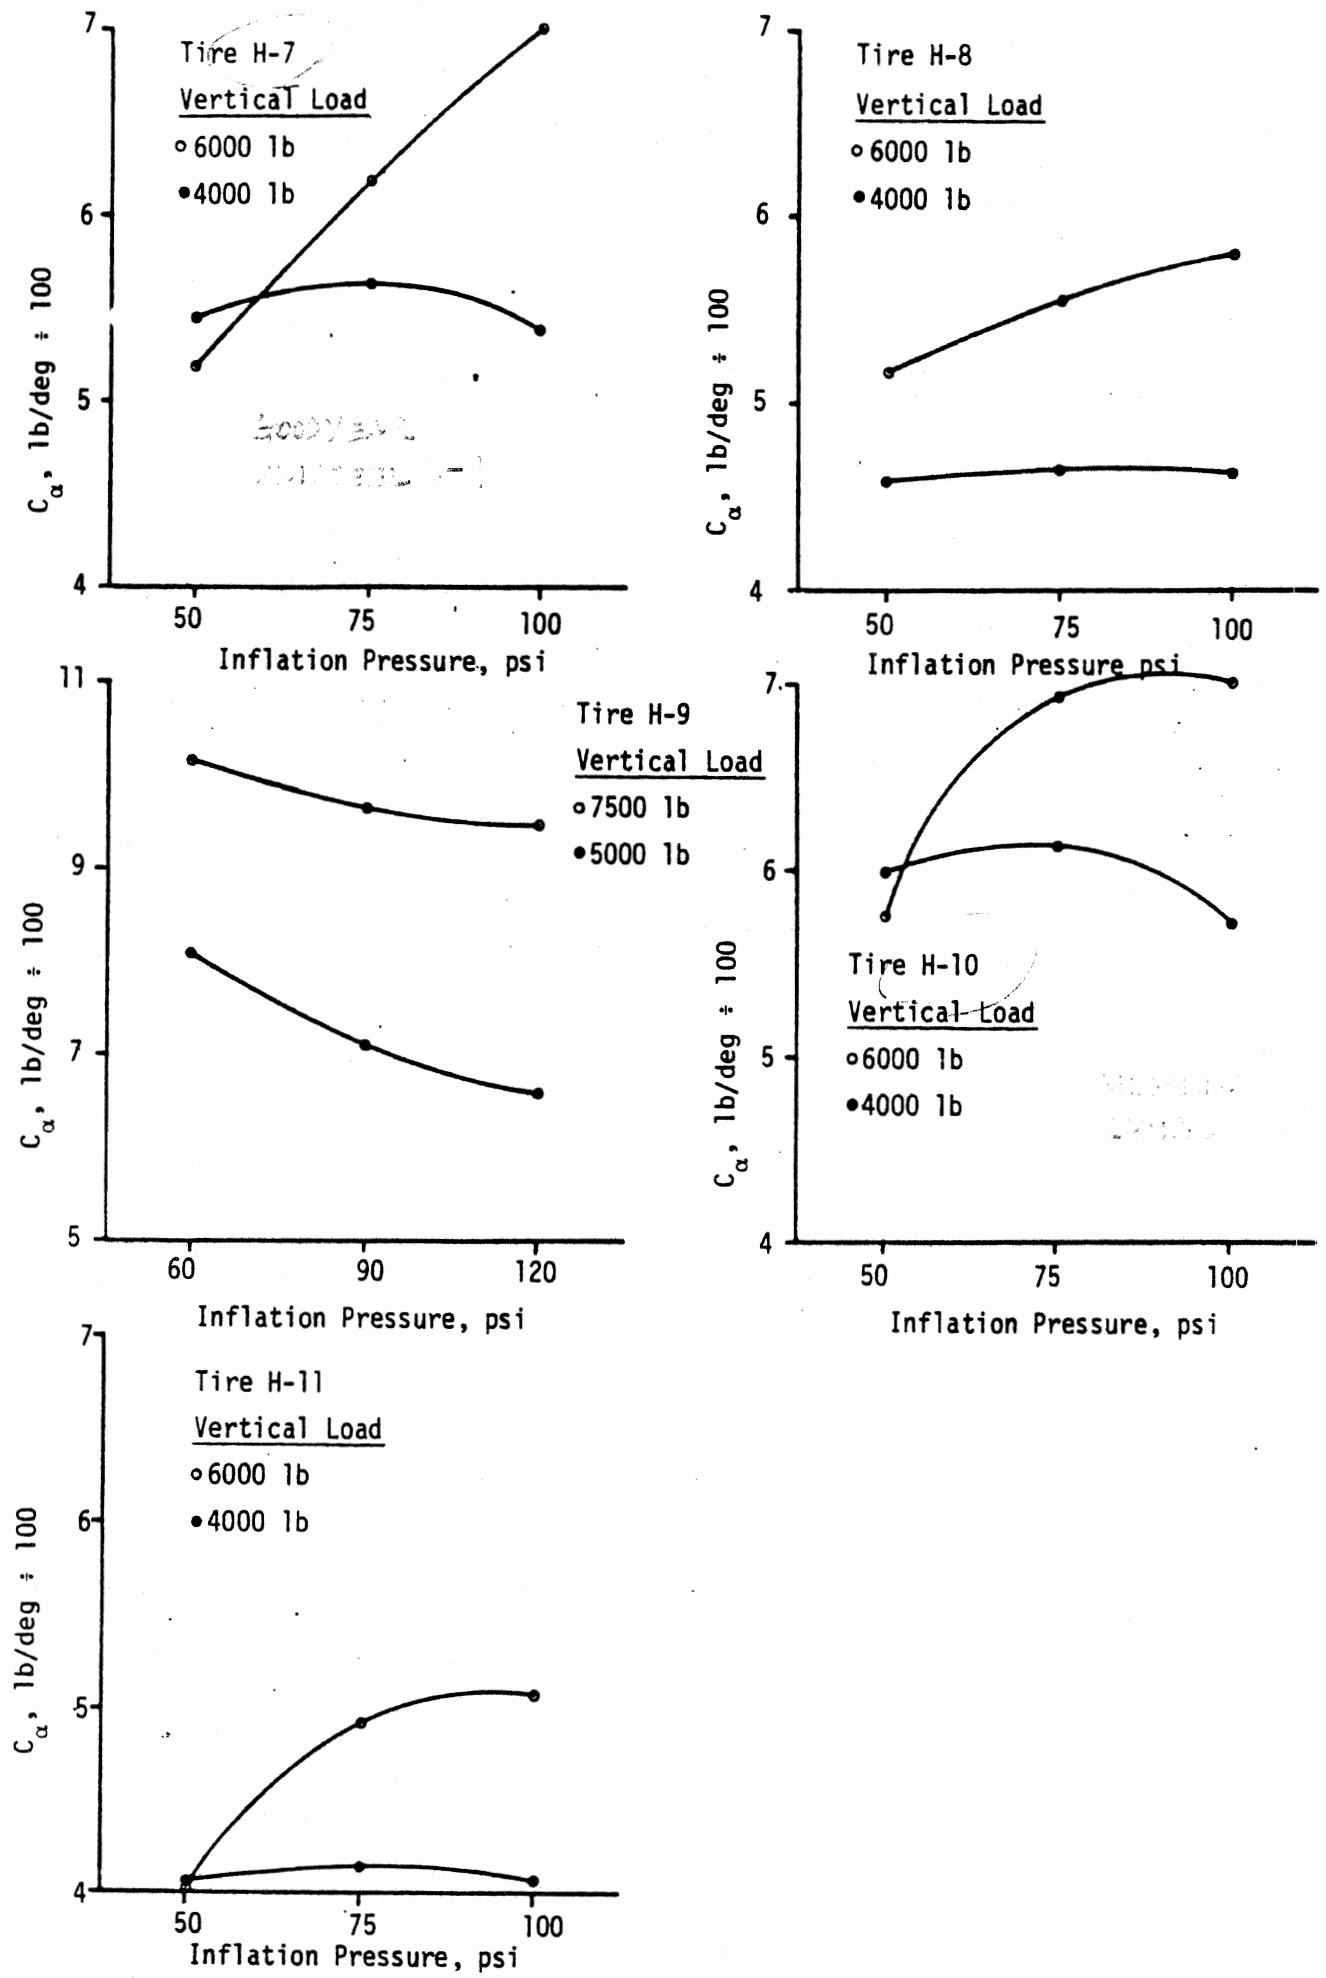 7
Tire H-7
Vertical Load
6000 lb
4000 lb
6
5
4
Cα, lb/deg ÷ 100
50 75 100
Inflation Pressure, psi
7
Tire H-8
Vertical Load
6000 lb
4000 lb
6
5
4
Cα, lb/deg ÷ 100
50 75 100
Inflation Pressure psi
11
Tire H-9
Vertical Load
7500 lb
5000 lb
9
7
5
Cα, lb/deg ÷ 100
60 90 120
Inflation Pressure, psi
7
6
Tire H-10
Vertical Load
6000 lb
4000 lb
5
4
Cα, lb/deg ÷ 100
50 75 100
Inflation Pressure, psi
7
Tire H-11
Vertical Load
6000 lb
4000 lb
6
5
4
Cα, lb/deg ÷ 100
50 75 100
Inflation Pressure, psi